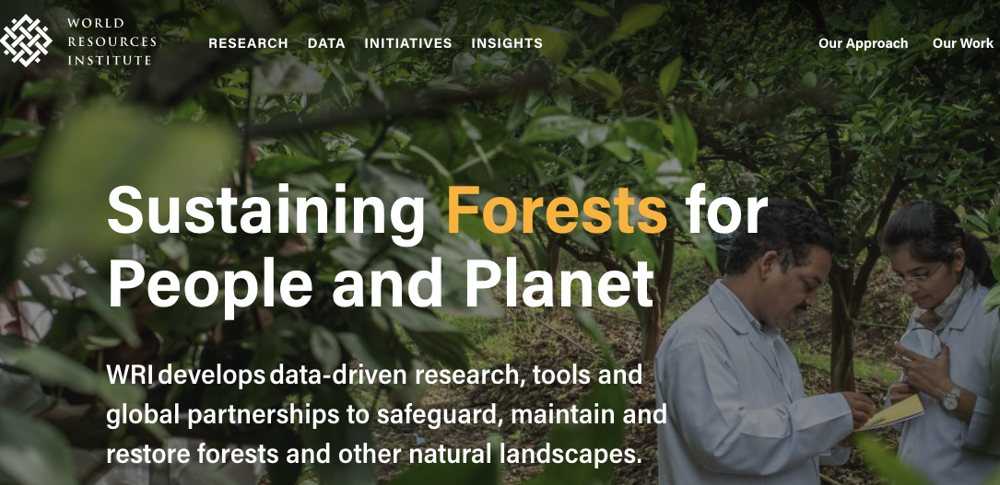 WORLD
RESOURCES
INSTITUTE
RESEARCH DATA INITIATIVES INSIGHTS
Our Approach Our Work
Sustaining Forests for
People and Planet
WRI develops data-driven research, tools and
global partnerships to safeguard, maintain and
restore forests and other natural landscapes.